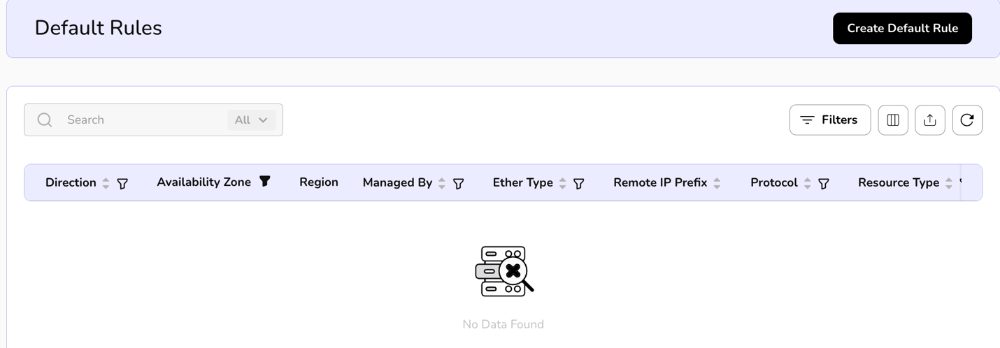 Default Rules
Create Default Rule
Search
All
Filters
Direction
Availability Zone
Region
Managed By
Ether Type
Remote IP Prefix
Protocol
Resource Type
No Data Found